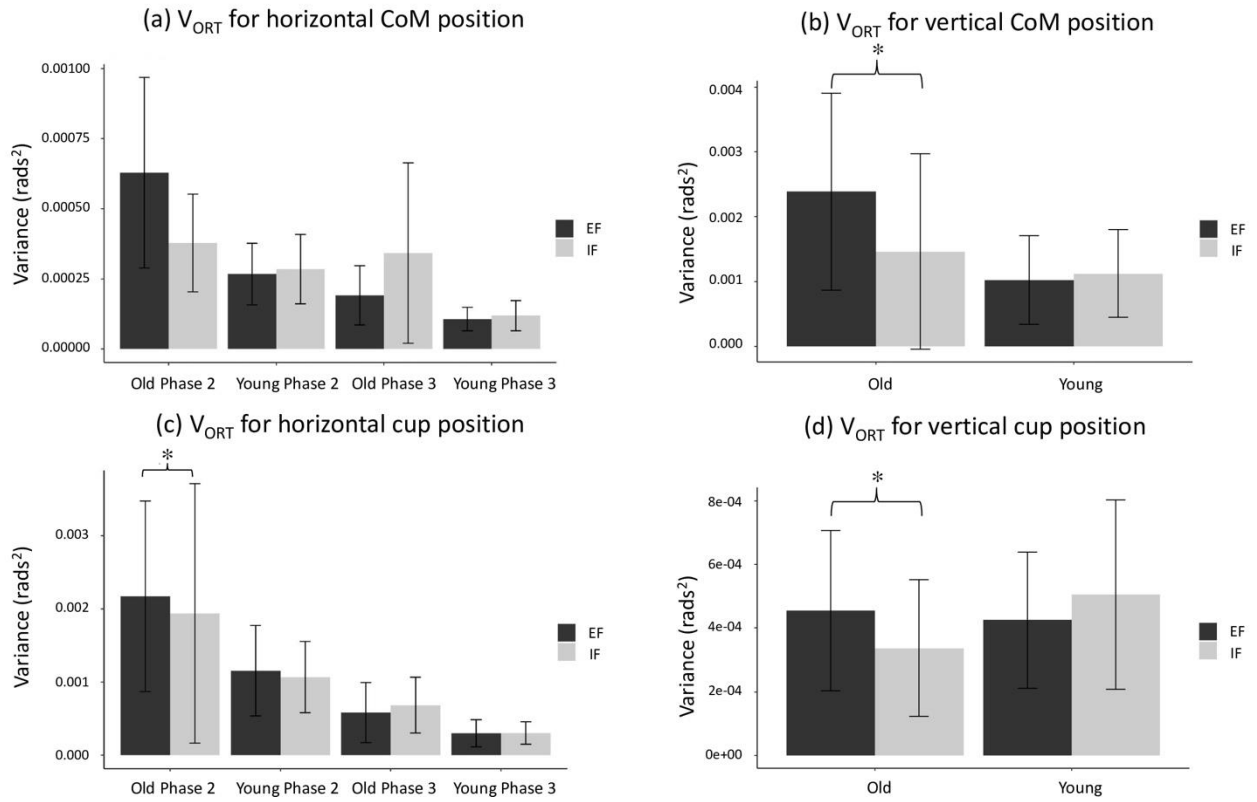 (a) V_ORT for horizontal CoM position
Variance (rads²)
0.00100
0.00075
0.00050
0.00025
0.00000
Old Phase 2 Young Phase 2 Old Phase 3 Young Phase 3
EF
IF
(b) V_ORT for vertical CoM position
*
Variance (rads²)
0.004
0.003
0.002
0.001
0.000
Old Young
EF
IF
(c) V_ORT for horizontal cup position
*
Variance (rads²)
0.003
0.002
0.001
0.000
Old Phase 2 Young Phase 2 Old Phase 3 Young Phase 3
EF
IF
(d) V_ORT for vertical cup position
*
Variance (rads²)
8e-04
6e-04
4e-04
2e-04
0e+00
Old Young
EF
IF